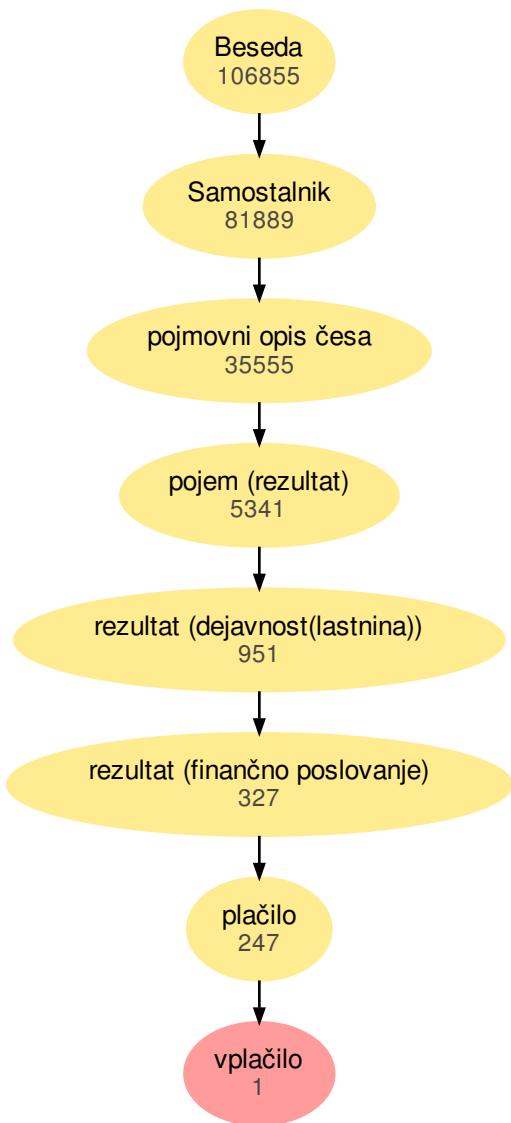 Beseda
106855
Samostalnik
81889
pojmovni opis česa
35555
pojem (rezultat)
5341
rezultat (dejavnost(lastnina))
951
rezultat (finančno poslovanje)
327
plačilo
247
vplačilo
1